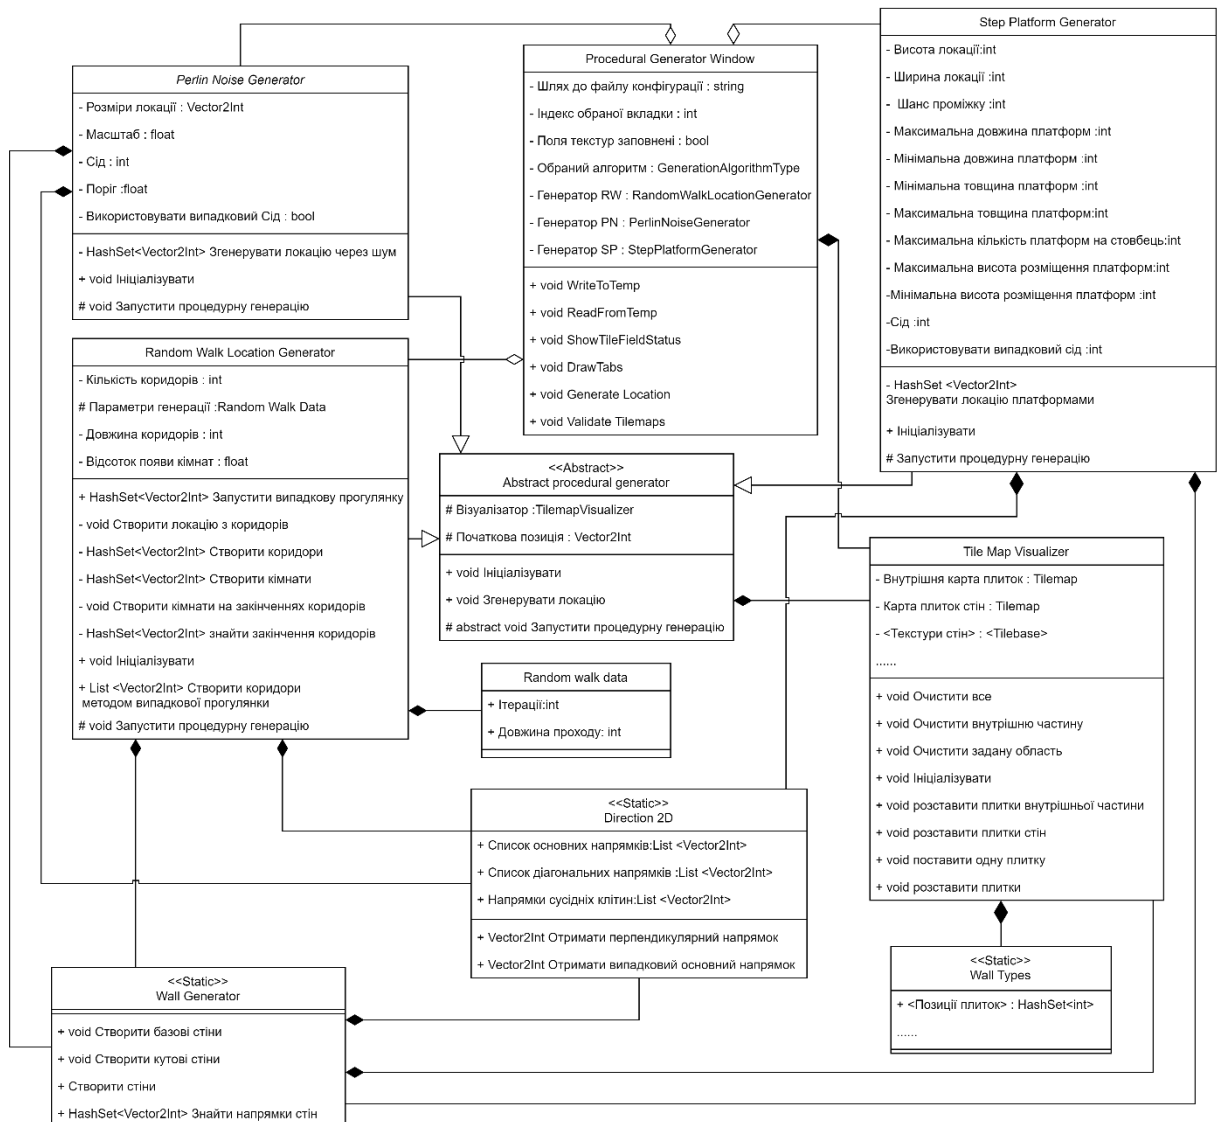 Perlin Noise Generator
- Розміри локації : Vector2Int
- Масштаб : float
- Сід : int
- Поріг :float
- Використовувати випадковий Сід : bool
- HashSet<Vector2Int> Згенерувати локацію через шум
+ void Ініціалізувати
# void Запустити процедурну генерацію
Procedural Generator Window
- Шлях до файлу конфігурації : string
- Індекс обраної вкладки : int
- Поля текстур заповнені : bool
- Обраний алгоритм : GenerationAlgorithmType
- Генератор RW : RandomWalkLocationGenerator
- Генератор PN : PerlinNoiseGenerator
- Генератор SP : StepPlatformGenerator
+ void WriteToTemp
+ void ReadFromTemp
+ void ShowTileFieldStatus
+ void DrawTabs
+ void Generate Location
+ void Validate Tilemaps
Step Platform Generator
- Висота локації:int
- Ширина локації :int
- Шанс проміжку :int
- Максимальна довжина платформ :int
- Мінімальна довжина платформ :int
- Мінімальна товщина платформ :int
- Максимальна товщина платформ:int
- Максимальна кількість платформ на стовбець:int
- Максимальна висота розміщення платформ:int
-Мінімальна висота розміщення платформ :int
-Сід :int
-Використовувати випадковий сід :int
- HashSet <Vector2Int>
Згенерувати локацію платформами
+ Ініціалізувати
# Запустити процедурну генерацію
Random Walk Location Generator
- Кількість коридорів : int
# Параметри генерації :Random Walk Data
- Довжина коридорів : int
- Відсоток появи кімнат : float
+ HashSet<Vector2Int> Запустити випадкову прогулянку
- void Створити локацію з коридорів
- HashSet<Vector2Int> Створити коридори
- HashSet<Vector2Int> Створити кімнати
- void Створити кімнати на закінченнях коридорів
- HashSet<Vector2Int> знайти закінчення коридорів
+ void Ініціалізувати
+ List <Vector2Int> Створити коридори
методом випадкової прогулянки
# void Запустити процедурну генерацію
<<Abstract>>
Abstract procedural generator
# Візуалізатор :TilemapVisualizer
# Початкова позиція : Vector2Int
+ void Ініціалізувати
+ void Згенерувати локацію
# abstract void Запустити процедурну генерацію
Tile Map Visualizer
- Внутрішня карта плиток : Tilemap
- Карта плиток стін : Tilemap
- <Текстури стін> : <Tilebase>
......
+ void Очистити все
+ void Очистити внутрішню частину
+ void Очистити задану область
+ void Ініціалізувати
+ void розставити плитки внутрішньої частини
+ void розставити плитки стін
+ void поставити одну плитку
+ void розставити плитки
Random walk data
+ Ітерації:int
+ Довжина проходу: int
<<Static>>
Direction 2D
+ Список основних напрямків:List <Vector2Int>
+ Список діагональних напрямків :List <Vector2Int>
+ Напрямки сусідніх клітин:List <Vector2Int>
+ Vector2Int Отримати перпендикулярний напрямок
+ Vector2Int Отримати випадковий основний напрямок
<<Static>>
Wall Types
+ <Позиції плиток> : HashSet<int>
......
<<Static>>
Wall Generator
+ void Створити базові стіни
+ void Створити кутові стіни
+ Створити стіни
+ HashSet<Vector2Int> Знайти напрямки стін